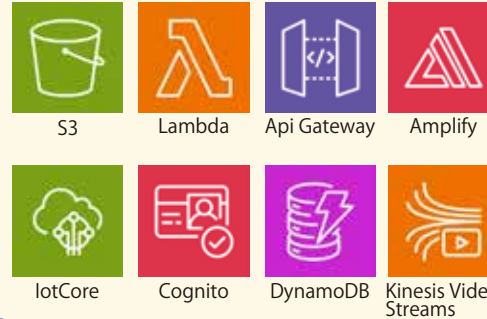 S3
Lambda
Api Gateway
Amplify
</>
IotCore
Cognito
DynamoDB
Kinesis Vide
Streams